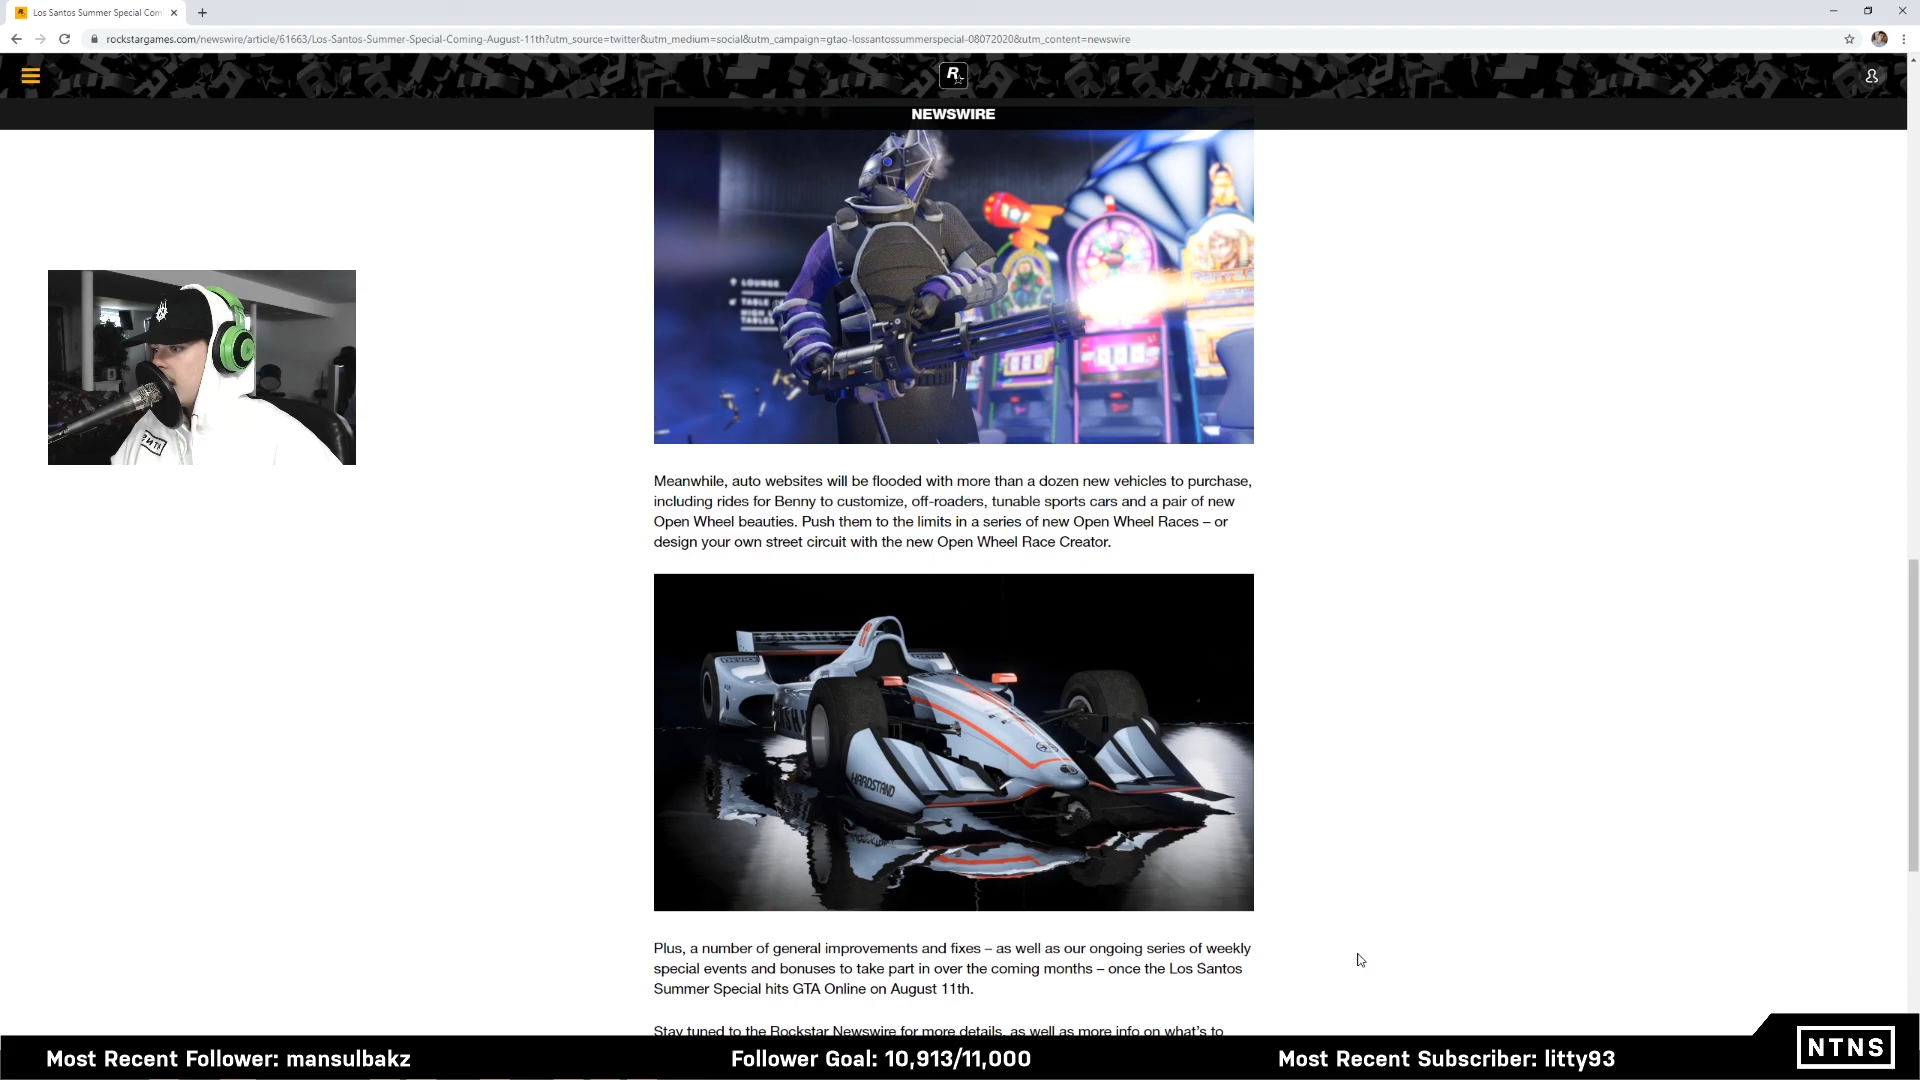 Los Santos Summer Special Com
rockstargames.com/newswire/article/61663/Los-Santos-Summer-Special-Coming-August-11th?utm_source=twitter&utm_medium=social&utm_campaign=gtao-lossantossummerspecial-08072020&utm_content=newswire
R
NEWSWIRE
LOUNGE
TABLE
HIGH L
TABLES
Meanwhile, auto websites will be flooded with more than a dozen new vehicles to purchase,
including rides for Benny to customize, off-roaders, tunable sports cars and a pair of new
Open Wheel beauties. Push them to the limits in a series of new Open Wheel Races – or
design your own street circuit with the new Open Wheel Race Creator.
HARDSTAND
Plus, a number of general improvements and fixes – as well as our ongoing series of weekly
special events and bonuses to take part in over the coming months – once the Los Santos
Summer Special hits GTA Online on August 11th.
Stay tuned to the Rockstar Newswire for more details, as well as more info on what's to
Most Recent Follower: mansulbakz
Follower Goal: 10,913/11,000
Most Recent Subscriber: litty93
NTNS